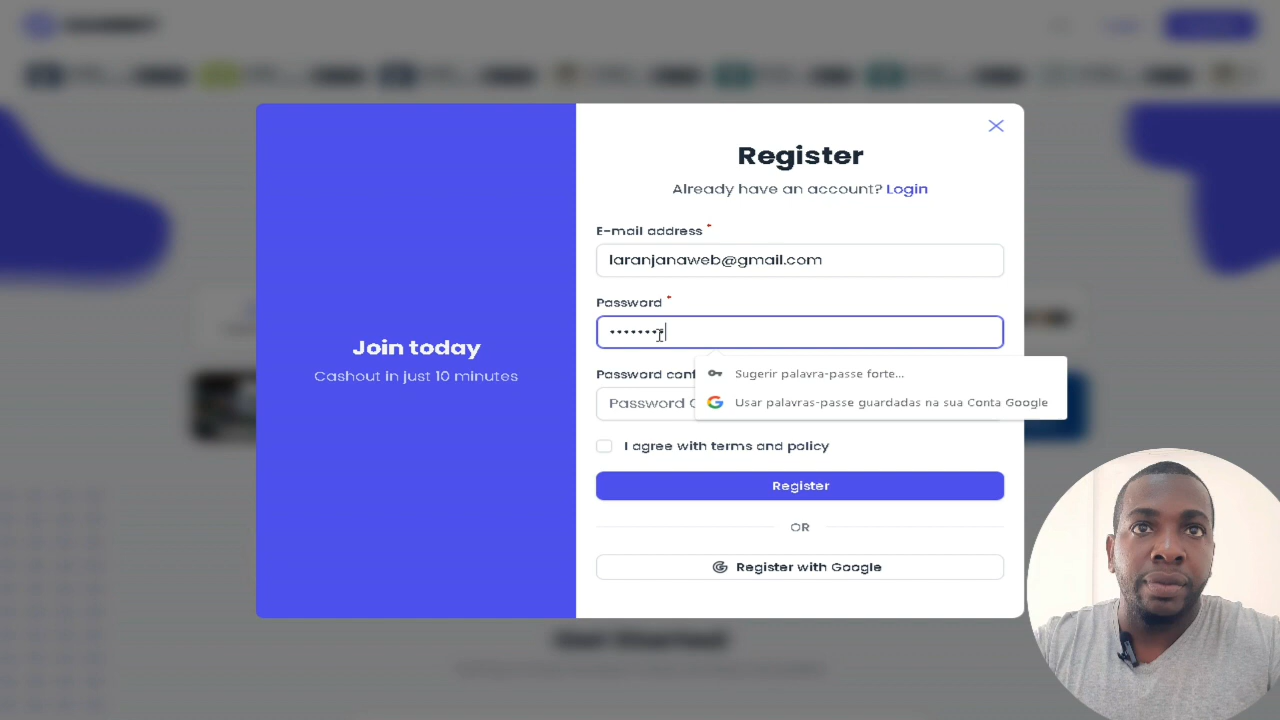 Register
Already have an account? Login
E-mail address *
laranjanaweb@gmail.com
Password *
Join today
Cashout in just 10 minutes
Sugerir palavra-passe forte...
Usar palavras-passe guardadas na sua Conta Google
Password conf
Password C
I agree with terms and policy
Register
OR
Register with Google
Get Started